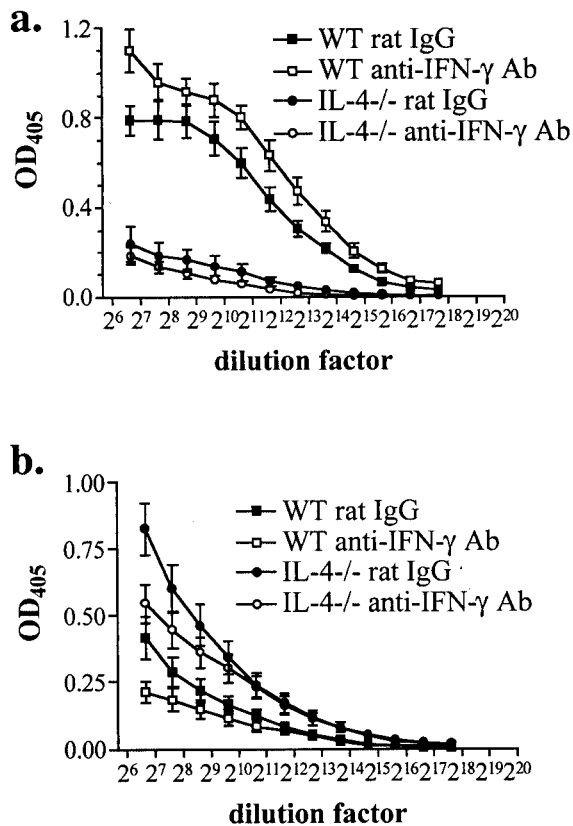 a.
1.2
0.8
0.4
0.0
OD405
WT rat IgG
WT anti-IFN-γ Ab
IL-4-/- rat IgG
IL-4-/- anti-IFN-γ Ab
2⁶ 2⁷ 2⁸ 2⁹ 2¹⁰ 2¹¹ 2¹² 2¹³ 2¹⁴ 2¹⁵ 2¹⁶ 2¹⁷ 2¹⁸ 2¹⁹ 2²⁰
dilution factor
b.
1.00
0.75
0.50
0.25
0.00
OD405
WT rat IgG
WT anti-IFN-γ Ab
IL-4-/- rat IgG
IL-4-/- anti-IFN-γ Ab
2⁶ 2⁷ 2⁸ 2⁹ 2¹⁰ 2¹¹ 2¹² 2¹³ 2¹⁴ 2¹⁵ 2¹⁶ 2¹⁷ 2¹⁸ 2¹⁹ 2²⁰
dilution factor